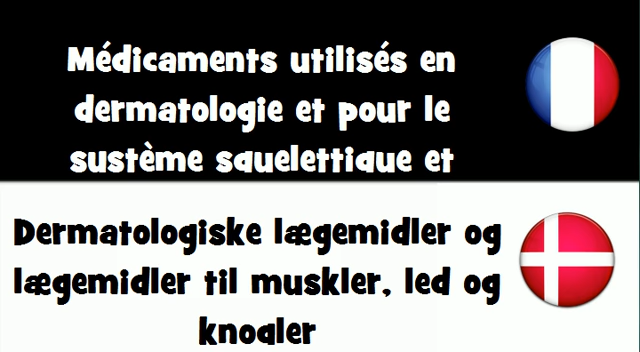 Médicaments utilisés en
dermatologie et pour le
système squelettique et
Dermatologiske lægemidler og
lægemidler til muskler, led og
knogler